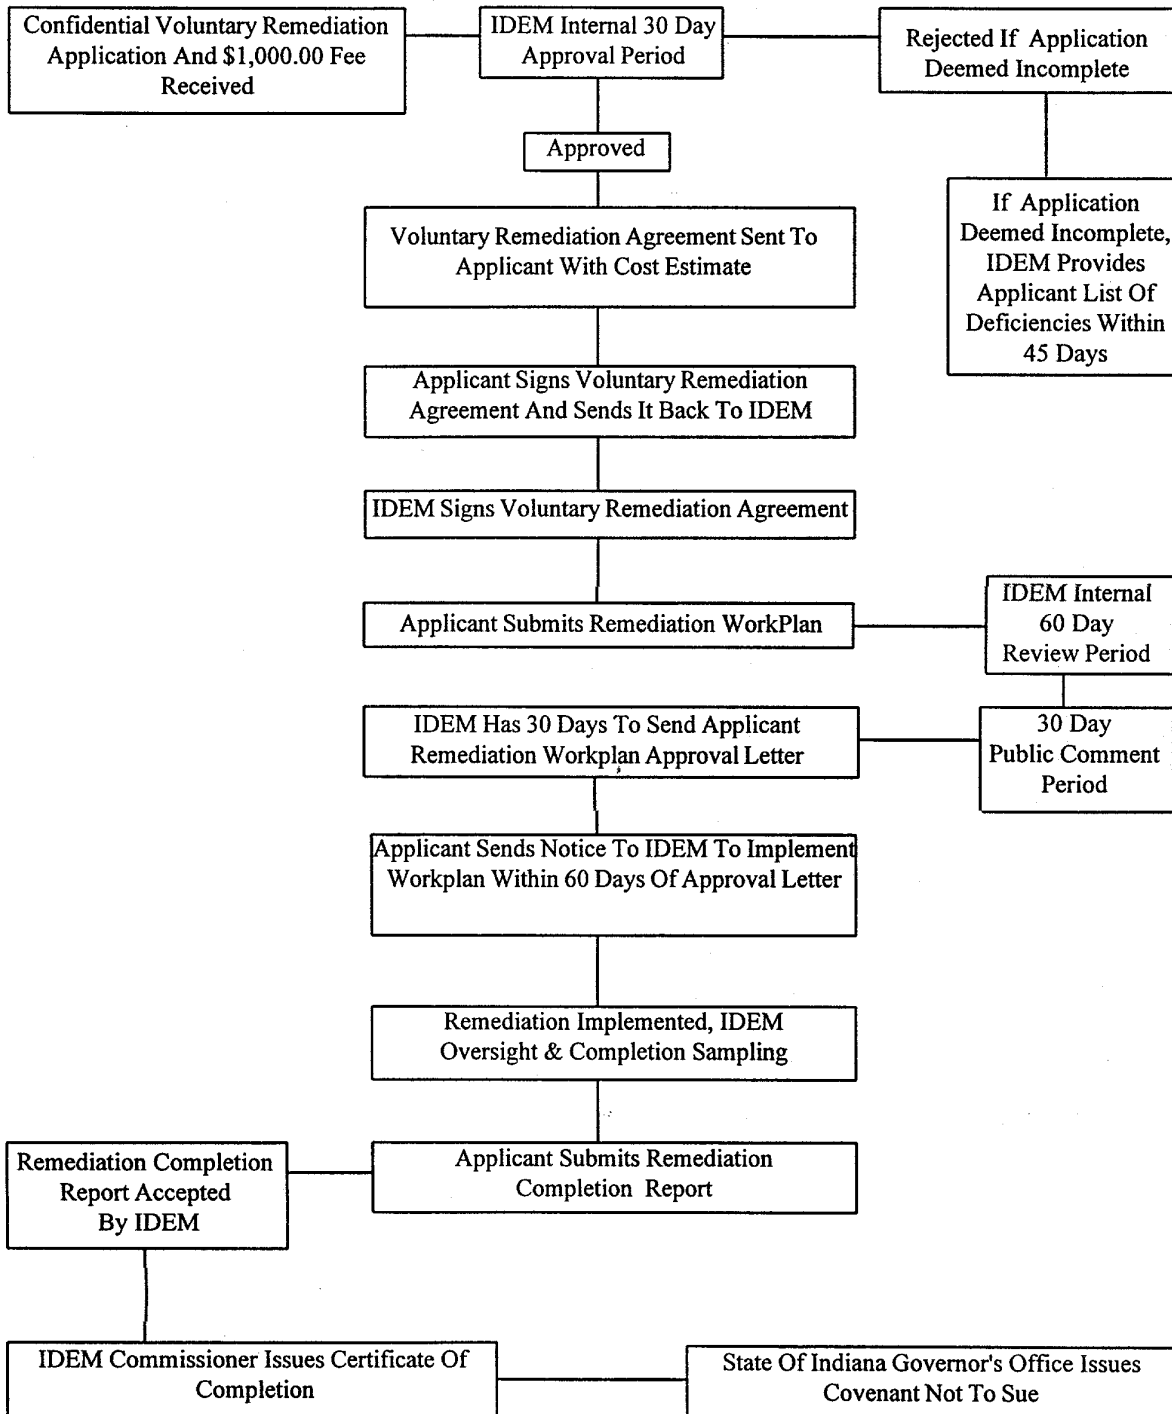 Confidential Voluntary Remediation
Application And $1,000.00 Fee
Received
IDEM Internal 30 Day
Approval Period
Rejected If Application
Deemed Incomplete
Approved
If Application
Deemed Incomplete,
IDEM Provides
Applicant List Of
Deficiencies Within
45 Days
Voluntary Remediation Agreement Sent To
Applicant With Cost Estimate
Applicant Signs Voluntary Remediation
Agreement And Sends It Back To IDEM
IDEM Signs Voluntary Remediation Agreement
Applicant Submits Remediation WorkPlan
IDEM Internal
60 Day
Review Period
30 Day
Public Comment
Period
IDEM Has 30 Days To Send Applicant
Remediation Workplan Approval Letter
Applicant Sends Notice To IDEM To Implement
Workplan Within 60 Days Of Approval Letter
Remediation Implemented, IDEM
Oversight & Completion Sampling
Applicant Submits Remediation
Completion Report
Remediation Completion
Report Accepted
By IDEM
IDEM Commissioner Issues Certificate Of
Completion
State Of Indiana Governor's Office Issues
Covenant Not To Sue